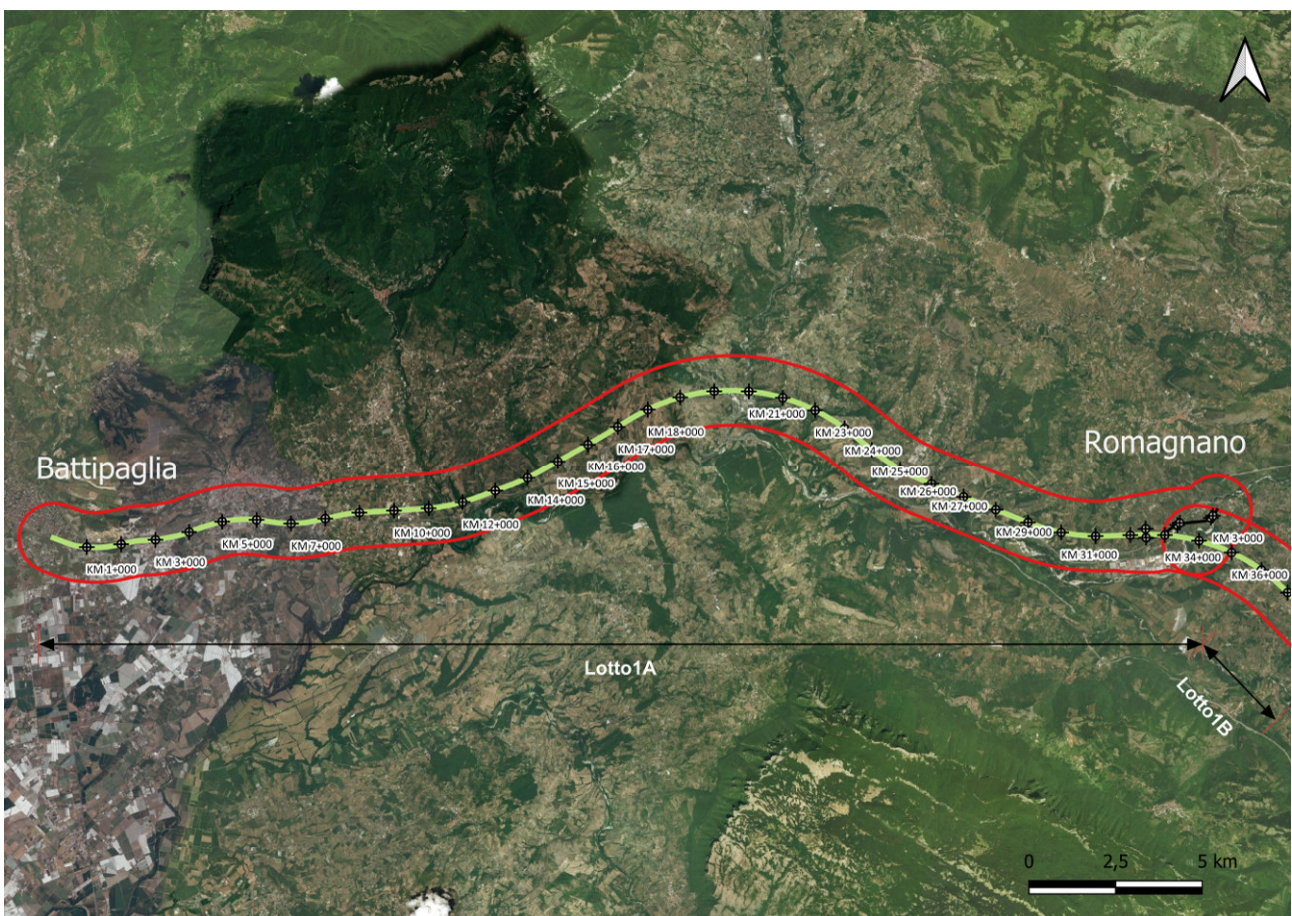 Battipaglia
Romagnano
KM 1+000
KM 3+000
KM 5+000
KM 7+000
KM 10+000
KM 12+000
KM 14+000
KM 15+000
KM 16+000
KM 17+000
KM 18+000
KM 21+000
KM 23+000
KM 24+000
KM 25+000
KM 26+000
KM 27+000
KM 29+000
KM 31+000
KM 34+000
KM 3+000
KM 36+000
Lotto1A
Lotto1B
0 2,5 5 km